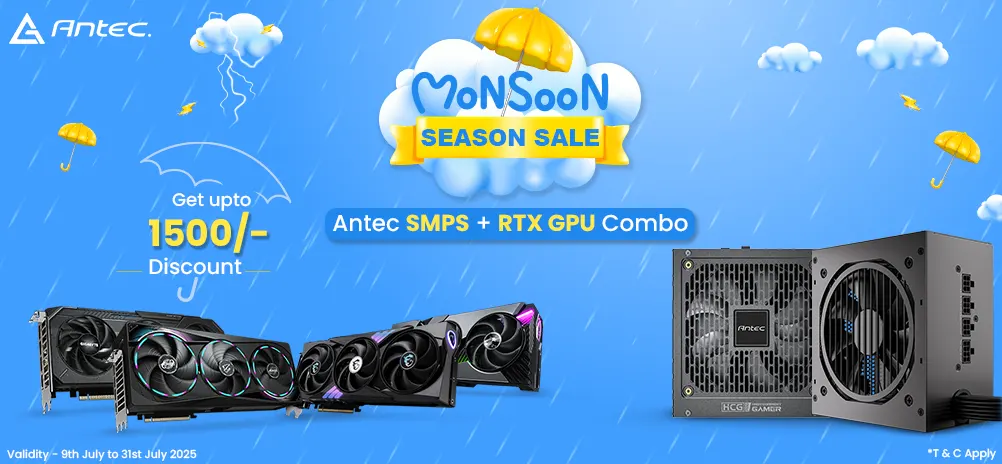 Antec.
MoNSooN
SEASON SALE
Get upto
1500/-
Discount
Antec SMPS + RTX GPU Combo
Antec
HCG
GAMER
Validity - 9th July to 31st July 2025
*T & C Apply